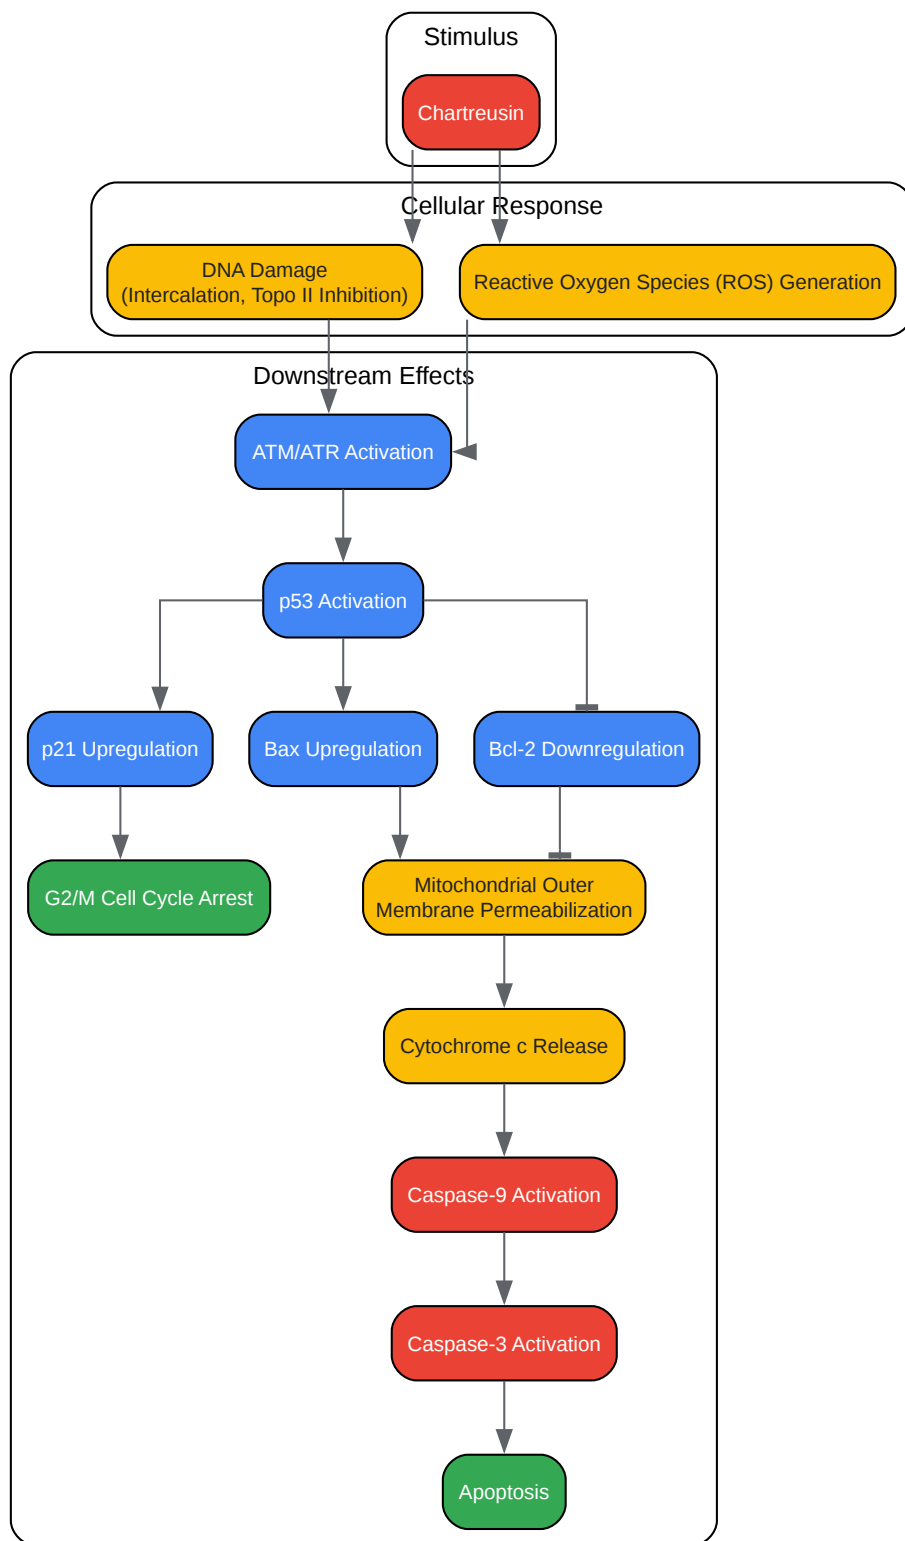 Stimulus
Chartreusin
Cellular Response
DNA Damage
(Intercalation, Topo II Inhibition)
Reactive Oxygen Species (ROS) Generation
Downstream Effects
ATM/ATR Activation
p53 Activation
p21 Upregulation
Bax Upregulation
Bcl-2 Downregulation
G2/M Cell Cycle Arrest
Mitochondrial Outer
Membrane Permeabilization
Cytochrome c Release
Caspase-9 Activation
Caspase-3 Activation
Apoptosis